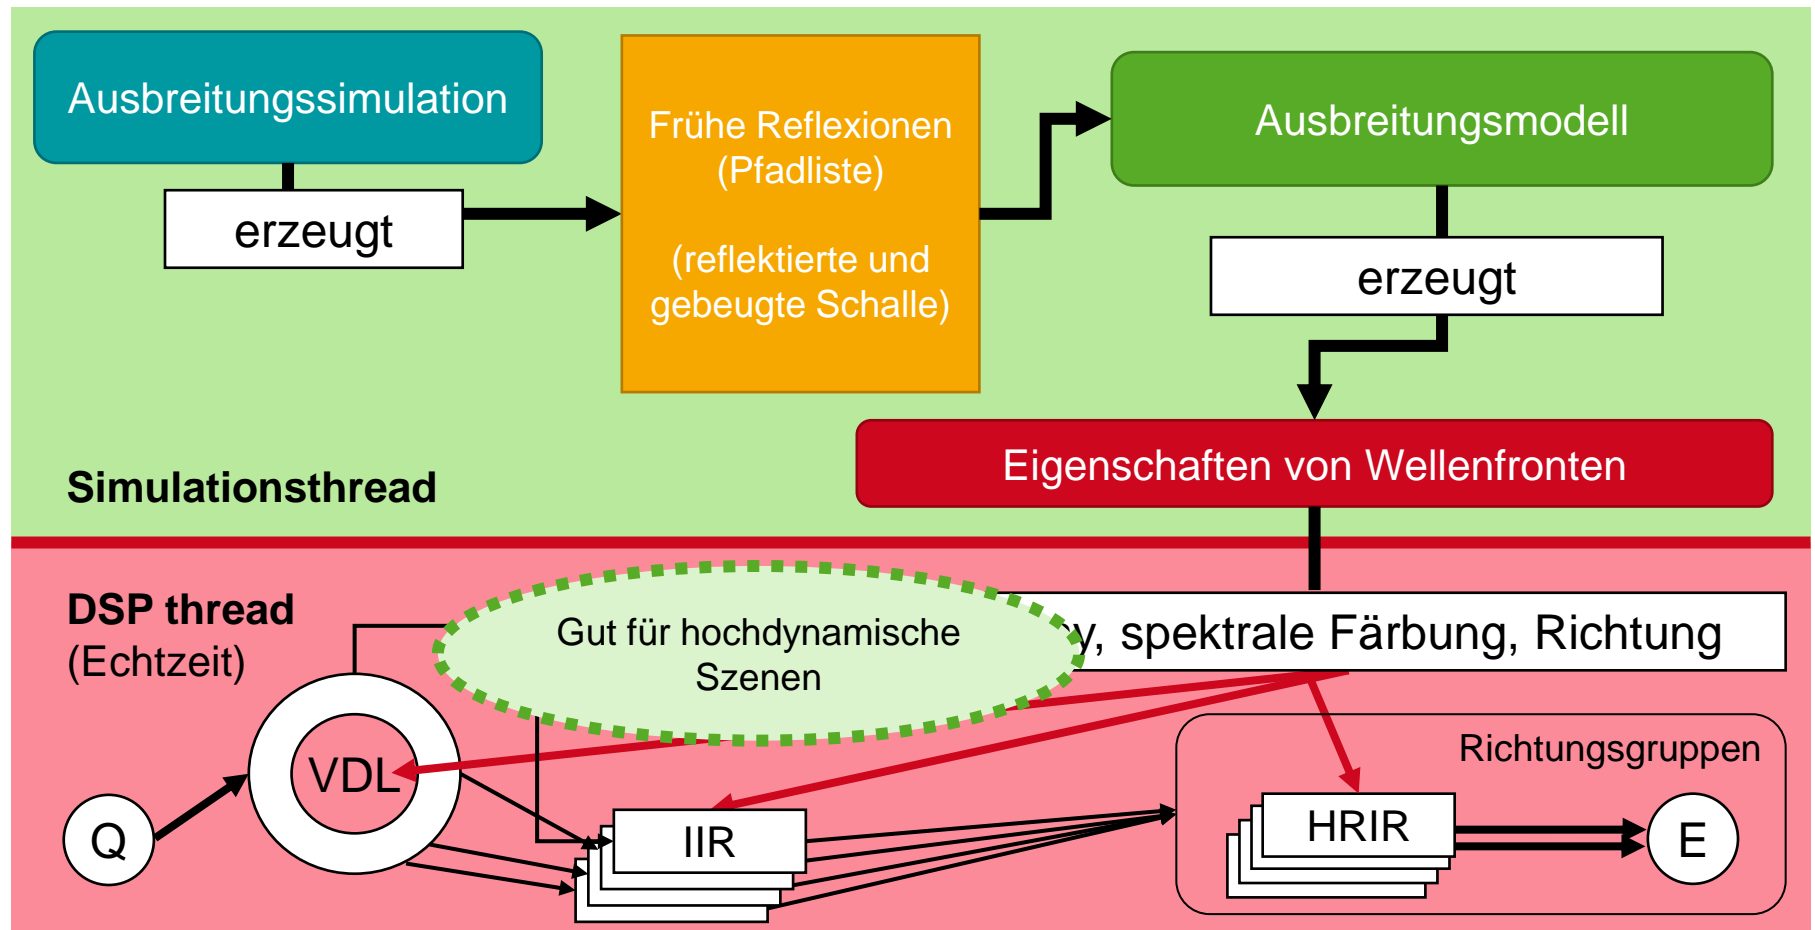 Ausbreitungssimulation
erzeugt
Frühe Reflexionen
(Pfadliste)
(reflektierte und
gebeugte Schalle)
Ausbreitungsmodell
erzeugt
Eigenschaften von Wellenfronten
Simulationsthread
DSP thread
(Echtzeit)
Gut für hochdynamische
Szenen
spektrale Färbung, Richtung
Richtungsgruppen
VDL
Q
IIR
HRIR
E